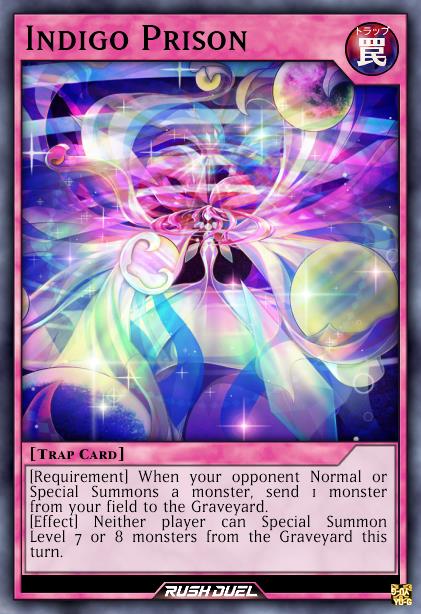 Indigo Prison
トラップ
罠
[Trap Card]
[Requirement] When your opponent Normal or
Special Summons a monster, send 1 monster
from your field to the Graveyard.
[Effect] Neither player can Special Summon
Level 7 or 8 monsters from the Graveyard this
turn.
RUSH DUEL